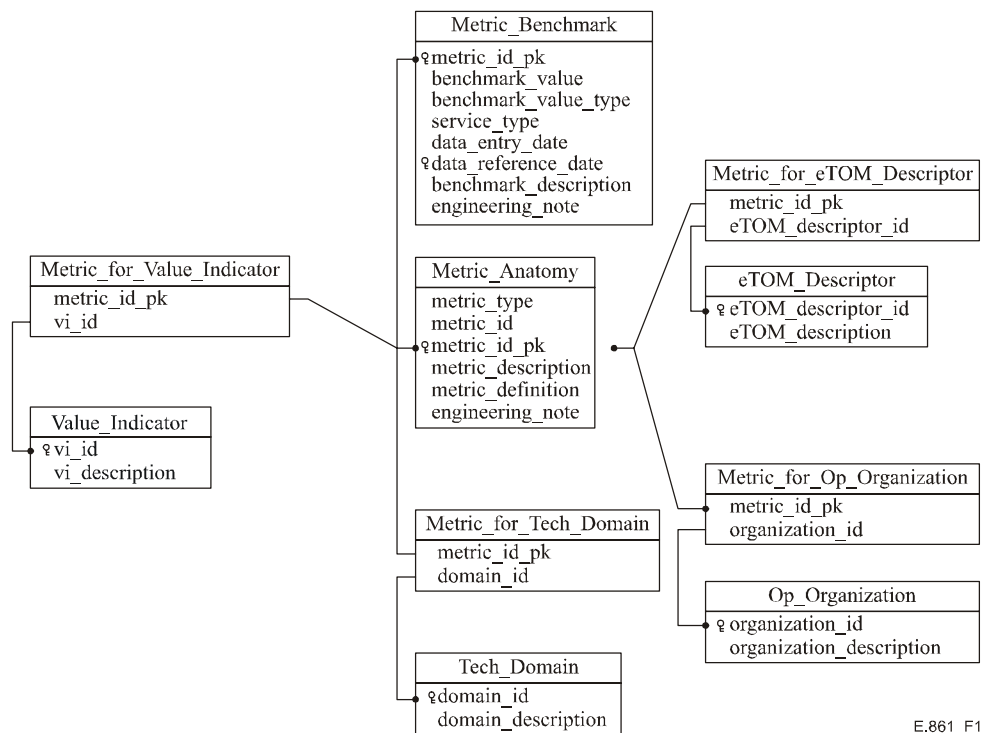 Metric_Benchmark
metric_id_pk
benchmark_value
benchmark_value_type
service_type
data_entry_date
data_reference_date
benchmark_description
engineering_note
Metric_for_Value_Indicator
metric_id_pk
vi_id
Value_Indicator
vi_id
vi_description
Metric_Anatomy
metric_type
metric_id
metric_id_pk
metric_description
metric_definition
engineering_note
Metric_for_Tech_Domain
metric_id_pk
domain_id
Tech_Domain
domain_id
domain_description
Metric_for_eTOM_Descriptor
metric_id_pk
eTOM_descriptor_id
eTOM_Descriptor
eTOM_descriptor_id
eTOM_description
Metric_for_Op_Organization
metric_id_pk
organization_id
Op_Organization
organization_id
organization_description
E.861_F1